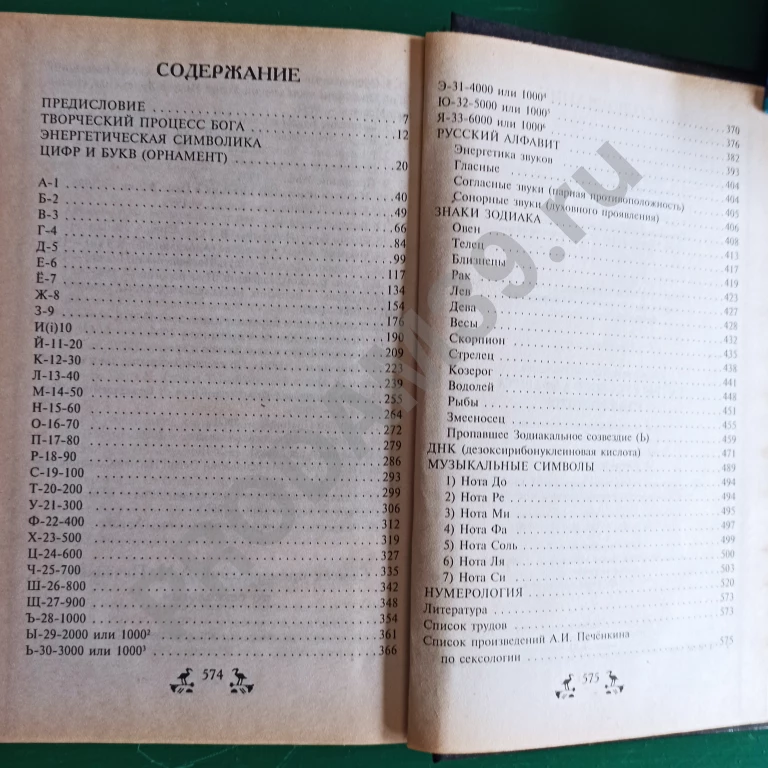 СОДЕРЖАНИЕ
ПРЕДИСЛОВИЕ 7
ТВОРЧЕСКИЙ ПРОЦЕСС БОГА 12
ЭНЕРГЕТИЧЕСКАЯ СИМВОЛИКА
ЦИФР И БУКВ (ОРНАМЕНТ) 20
А-1 40
Б-2 49
В-3 66
Г-4 84
Д-5 99
Е-6 117
Ё-7 134
Ж-8 154
З-9 176
И(i)10 190
Й-11-20 209
К-12-30 223
Л-13-40 239
М-14-50 255
Н-15-60 264
О-16-70 272
П-17-80 279
Р-18-90 286
С-19-100 293
Т-20-200 299
У-21-300 306
Ф-22-400 312
Х-23-500 319
Ц-24-600 327
Ч-25-700 335
Ш-26-800 342
Щ-27-900 348
Ъ-28-1000 354
Ы-29-2000 или 1000² 361
Ь-30-3000 или 1000³ 366
574
Э-31-4000 или 1000⁴ 370
Ю-32-5000 или 1000⁵ 376
Я-33-6000 или 1000⁶ 382
РУССКИЙ АЛФАВИТ 393
Энергетика звуков 404
Гласные 404
Согласные звуки (парная противоположность) 405
Сонорные звуки (духовного проявления) 406
ЗНАКИ ЗОДИАКА 408
Овен 413
Телец 417
Близнецы 419
Рак 423
Лев 427
Дева 428
Весы 432
Скорпион 435
Стрелец 438
Козерог 441
Водолей 448
Рыбы 451
Змееносец 455
Пропавшее Зодиакальное созвездие (Ь) 459
ДНК (дезоксирибонуклеиновая кислота) 471
МУЗЫКАЛЬНЫЕ СИМВОЛЫ 489
1) Нота До 494
2) Нота Ре 494
3) Нота Ми 495
4) Нота Фа 497
5) Нота Соль 499
6) Нота Ля 500
7) Нота Си 503
НУМЕРОЛОГИЯ 520
Литература 573
Список трудов 573
Список произведений А.И. Печёнкина
по сексологии 575
575